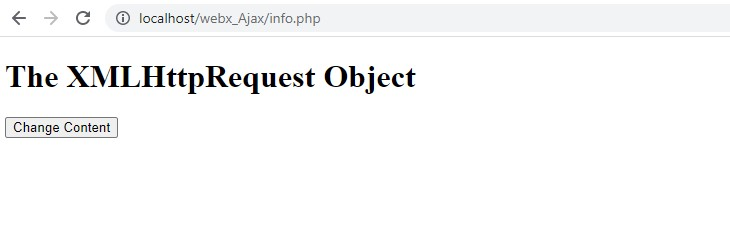 localhost/webx_Ajax/info.php
The XMLHttpRequest Object
Change Content